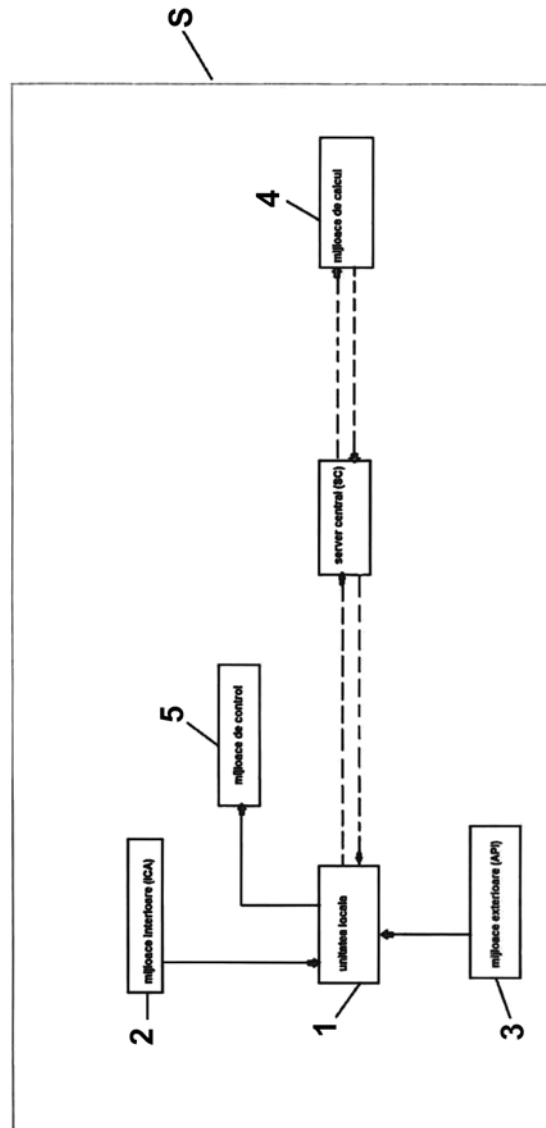 S
4
mijloace de calcul
server central (SC)
5
mijloace de control
2
mijloace interioare (ICA)
1
unitatea locala
3
mijloace exterioare (API)